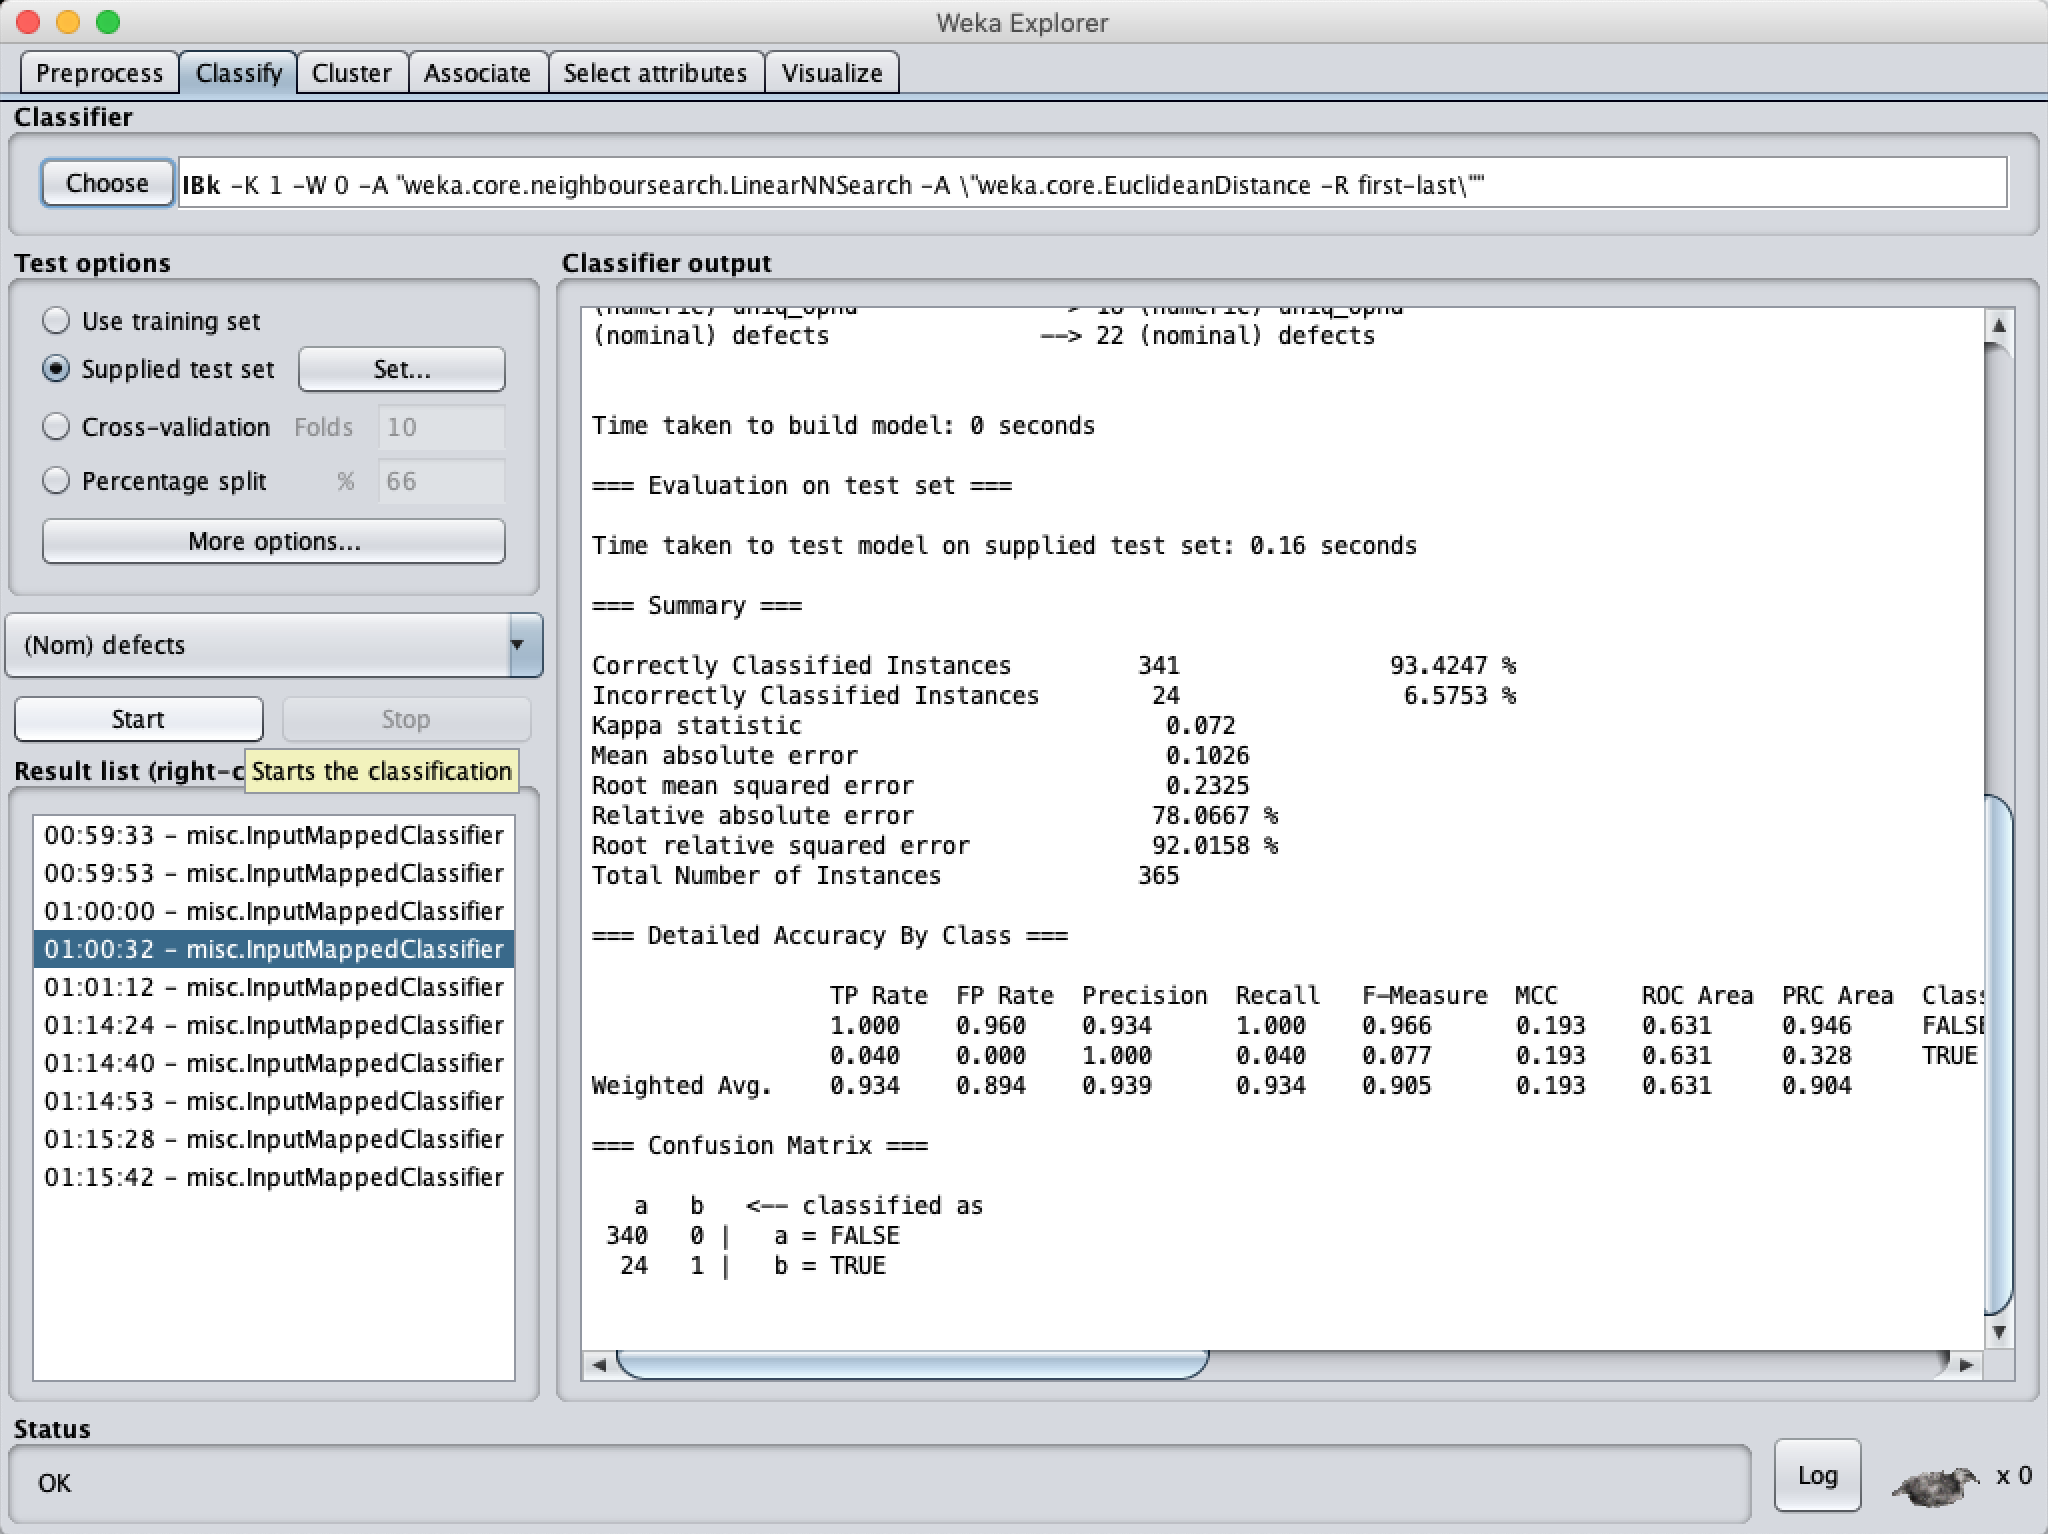 Weka Explorer
Preprocess Classify Cluster Associate Select attributes Visualize
Classifier
Choose IBk -K 1 -W 0 -A "weka.core.neighboursearch.LinearNNSearch -A \"weka.core.EuclideanDistance -R first-last\""
Test options
Use training set
Supplied test set Set...
Cross-validation Folds 10
Percentage split % 66
More options...
(Nom) defects
Start Stop
Result list (right-c
Starts the classification
00:59:33 - misc.InputMappedClassifier
00:59:53 - misc.InputMappedClassifier
01:00:00 - misc.InputMappedClassifier
01:00:32 - misc.InputMappedClassifier
01:01:12 - misc.InputMappedClassifier
01:14:24 - misc.InputMappedClassifier
01:14:40 - misc.InputMappedClassifier
01:14:53 - misc.InputMappedClassifier
01:15:28 - misc.InputMappedClassifier
01:15:42 - misc.InputMappedClassifier
Classifier output
(numeric) uniq_opnd --> 18 (numeric) uniq_opnd
(nominal) defects --> 22 (nominal) defects
Time taken to build model: 0 seconds
=== Evaluation on test set ===
Time taken to test model on supplied test set: 0.16 seconds
=== Summary ===
Correctly Classified Instances 341 93.4247 %
Incorrectly Classified Instances 24 6.5753 %
Kappa statistic 0.072
Mean absolute error 0.1026
Root mean squared error 0.2325
Relative absolute error 78.0667 %
Root relative squared error 92.0158 %
Total Number of Instances 365
=== Detailed Accuracy By Class ===
TP Rate FP Rate Precision Recall F-Measure MCC ROC Area PRC Area Clas
1.000 0.960 0.934 1.000 0.966 0.193 0.631 0.946 FALSE
0.040 0.000 1.000 0.040 0.077 0.193 0.631 0.328 TRUE
Weighted Avg. 0.934 0.894 0.939 0.934 0.905 0.193 0.631 0.904
=== Confusion Matrix ===
a b <-- classified as
340 0 | a = FALSE
24 1 | b = TRUE
Status
OK
Log x 0